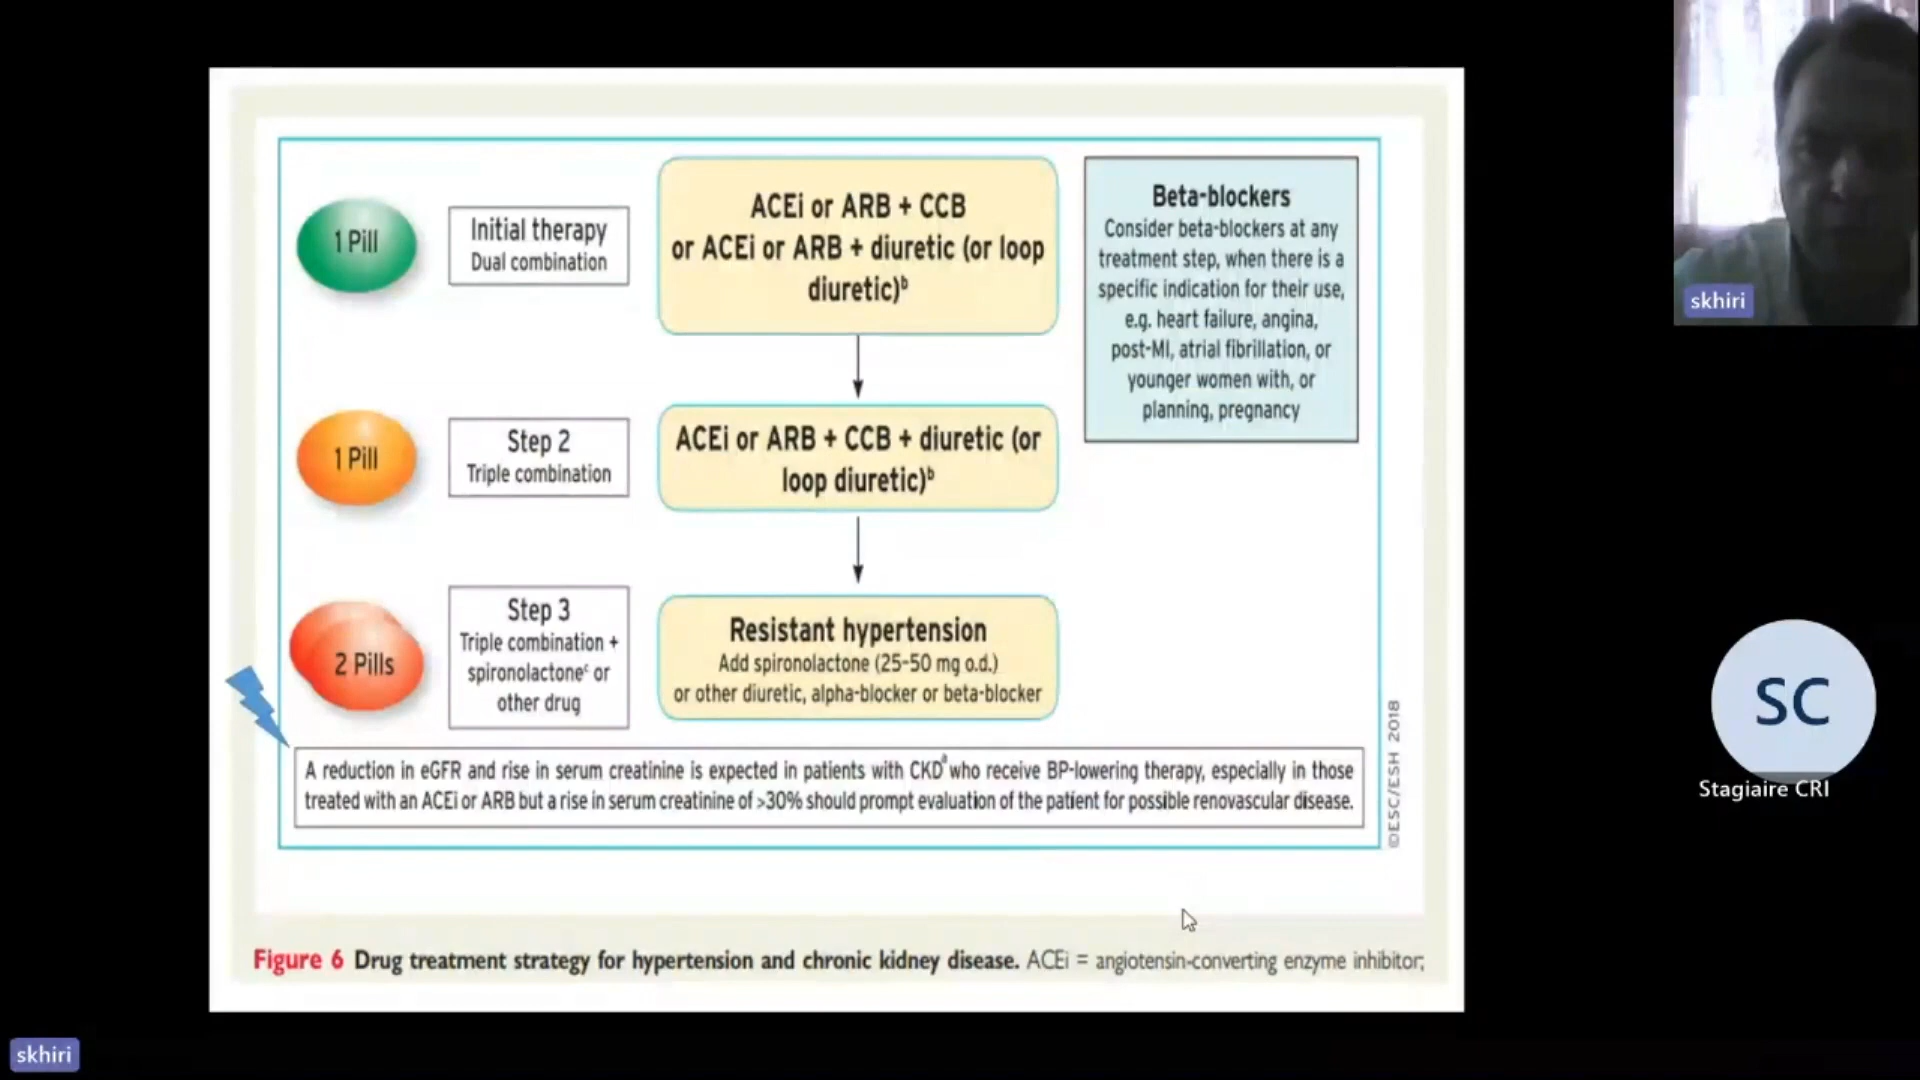 1 Pill
Initial therapy
Dual combination
ACEi or ARB + CCB
or ACEi or ARB + diuretic (or loop
diuretic)ᵇ
Beta-blockers
Consider beta-blockers at any
treatment step, when there is a
specific indication for their use,
e.g. heart failure, angina,
post-MI, atrial fibrillation, or
younger women with, or
planning, pregnancy
1 Pill
Step 2
Triple combination
ACEi or ARB + CCB + diuretic (or
loop diuretic)ᵇ
2 Pills
Step 3
Triple combination +
spironolactoneᶜ or
other drug
Resistant hypertension
Add spironolactone (25-50 mg o.d.)
or other diuretic, alpha-blocker or beta-blocker
A reduction in eGFR and rise in serum creatinine is expected in patients with CKDª who receive BP-lowering therapy, especially in those
treated with an ACEi or ARB but a rise in serum creatinine of >30% should prompt evaluation of the patient for possible renovascular disease.
©ESC/ESH 2018
Figure 6 Drug treatment strategy for hypertension and chronic kidney disease. ACEi = angiotensin-converting enzyme inhibitor;
skhiri
SC
Stagiaire CRI
skhiri